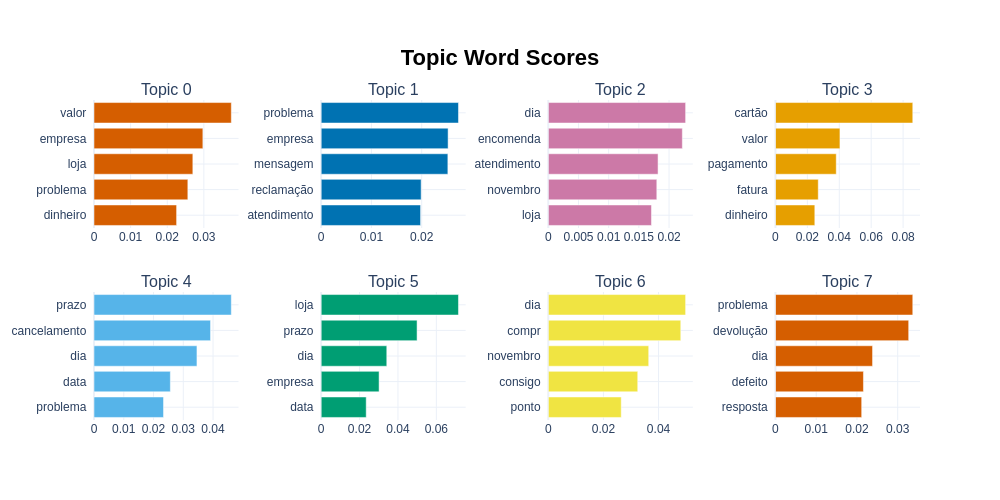 Topic Word Scores
Topic 0
valor
empresa
loja
problema
dinheiro
0 0.01 0.02 0.03
Topic 1
problema
empresa
mensagem
reclamação
atendimento
0 0.01 0.02
Topic 2
dia
encomenda
atendimento
novembro
loja
0 0.005 0.01 0.015 0.02
Topic 3
cartão
valor
pagamento
fatura
dinheiro
0 0.02 0.04 0.06 0.08
Topic 4
prazo
cancelamento
dia
data
problema
0 0.01 0.02 0.03 0.04
Topic 5
loja
prazo
dia
empresa
data
0 0.02 0.04 0.06
Topic 6
dia
compr
novembro
consigo
ponto
0 0.02 0.04
Topic 7
problema
devolução
dia
defeito
resposta
0 0.01 0.02 0.03